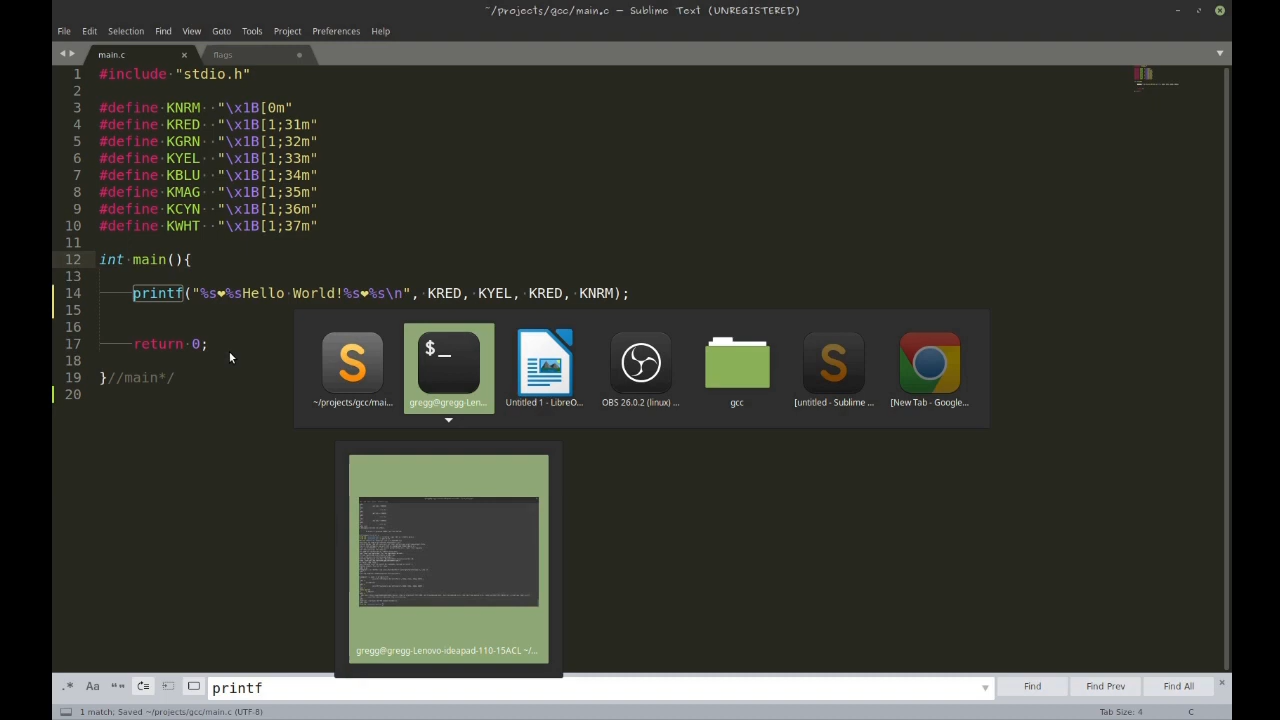 ~/projects/gcc/main.c — Sublime Text (UNREGISTERED)
File Edit Selection Find View Goto Tools Project Preferences Help
main.c flags
1 #include "stdio.h"
2
3 #define KNRM "\x1B[0m"
4 #define KRED "\x1B[1;31m"
5 #define KGRN "\x1B[1;32m"
6 #define KYEL "\x1B[1;33m"
7 #define KBLU "\x1B[1;34m"
8 #define KMAG "\x1B[1;35m"
9 #define KCYN "\x1B[1;36m"
10 #define KWHT "\x1B[1;37m"
11
12 int main(){
13
14 printf("%s❤%sHello World!%s❤%s\n", KRED, KYEL, KRED, KNRM);
15
16
17 return 0;
18
19 }//main*/
20
S $_ S
~/projects/gcc/mai... gregg@gregg-Len... Untitled 1 - LibreO... OBS 26.0.2 (linux) ... gcc [untitled - Sublime ... [New Tab - Google...
gregg@gregg-Lenovo-ideapad-110-15ACL ~/...
.* Aa “” printf Find Find Prev Find All
1 match; Saved ~/projects/gcc/main.c (UTF-8) Tab Size: 4 C